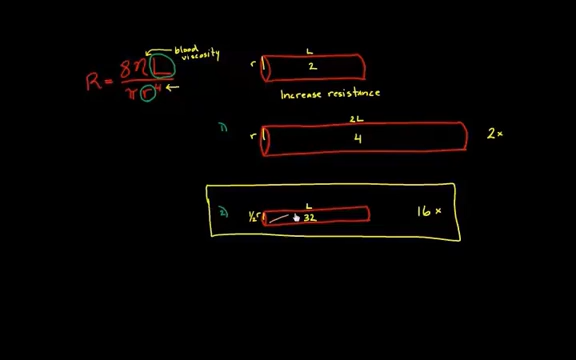 R = 8ηL / πr⁴
blood viscosity
L
r
2
Increase resistance
1)
2L
r
4
2x
2)
L
½r
32
16x